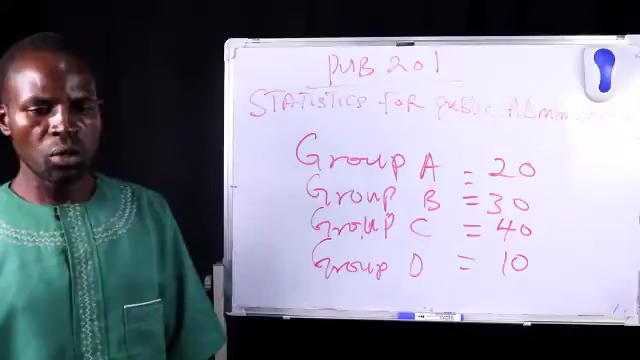 PUB 201
STATISTICS FOR PUBLIC ADMIN
Group A = 20
Group B = 30
Group C = 40
Group D = 10